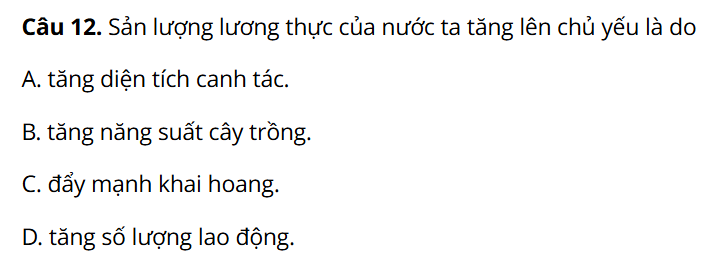 Câu 12. Sản lượng lương thực của nước ta tăng lên chủ yếu là do
A. tăng diện tích canh tác.
B. tăng năng suất cây trồng.
C. đẩy mạnh khai hoang.
D. tăng số lượng lao động.